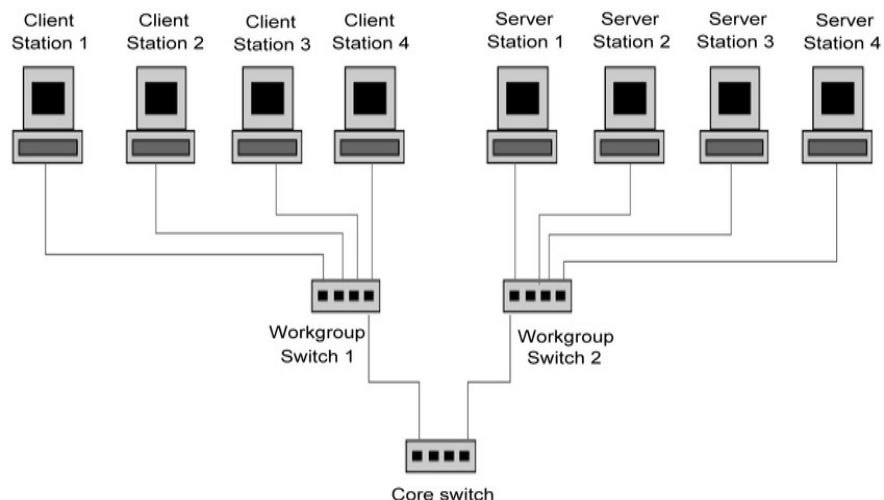 Client
Station 1
Client
Station 2
Client
Station 3
Client
Station 4
Server
Station 1
Server
Station 2
Server
Station 3
Server
Station 4
Workgroup
Switch 1
Workgroup
Switch 2
Core switch